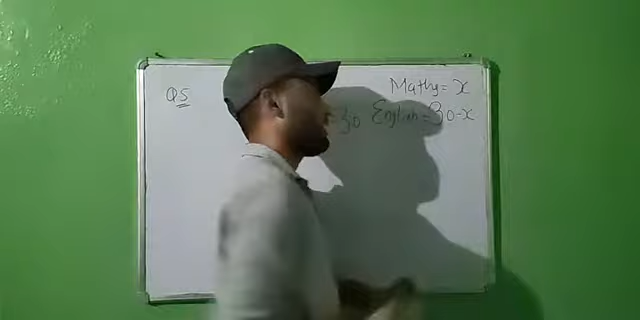 Q5
Maths = x
= 30 English = 30-x